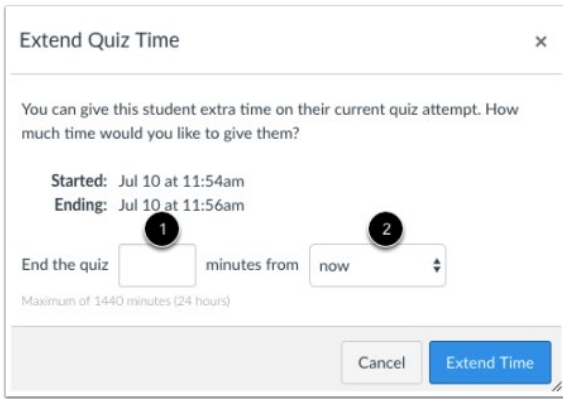 Extend Quiz Time ×
You can give this student extra time on their current quiz attempt. How
much time would you like to give them?
Started: Jul 10 at 11:54am
Ending: Jul 10 at 11:56am
1 2
End the quiz minutes from now
Maximum of 1440 minutes (24 hours)
Cancel Extend Time